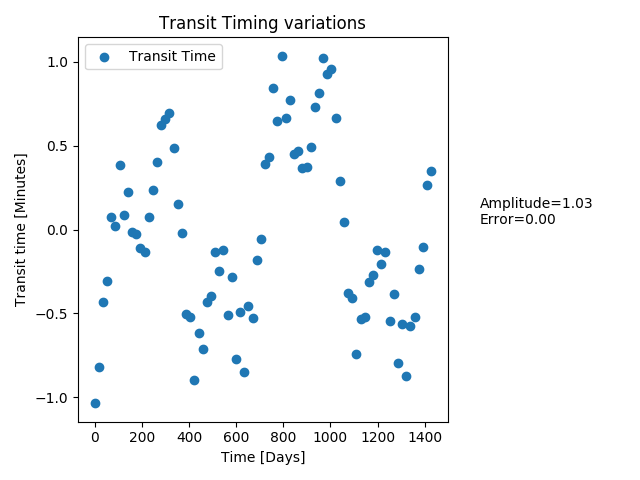 Transit Timing variations
Transit Time
1.0
0.5
0.0
−0.5
−1.0
Transit time [Minutes]
0 200 400 600 800 1000 1200 1400
Time [Days]
Amplitude=1.03
Error=0.00